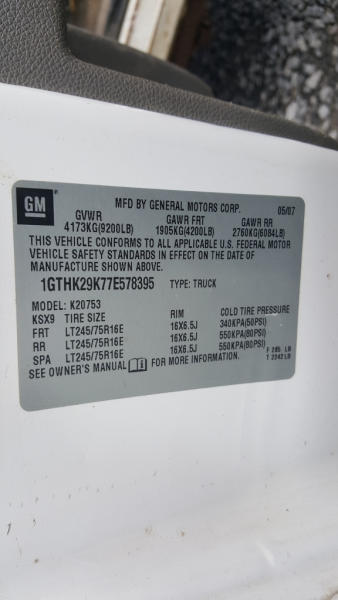 GM
MFD BY GENERAL MOTORS CORP. 05/07
GVWR GAWR FRT GAWR RR
4173KG(9200LB) 1905KG(4200LB) 2760KG(6084LB)
THIS VEHICLE CONFORMS TO ALL APPLICABLE U.S. FEDERAL MOTOR
VEHICLE SAFETY STANDARDS IN EFFECT ON THE DATE OF
MANUFACTURE SHOWN ABOVE.
1GTHK29K77E578395 TYPE: TRUCK
MODEL: K20753
KSX9 TIRE SIZE RIM COLD TIRE PRESSURE
FRT LT245/75R16E 16X6.5J 340KPA(50PSI)
RR LT245/75R16E 16X6.5J 550KPA(80PSI)
SPA LT245/75R16E 16X6.5J 550KPA(80PSI)
SEE OWNER'S MANUAL FOR MORE INFORMATION.
F 285 LB
T 2242 LB